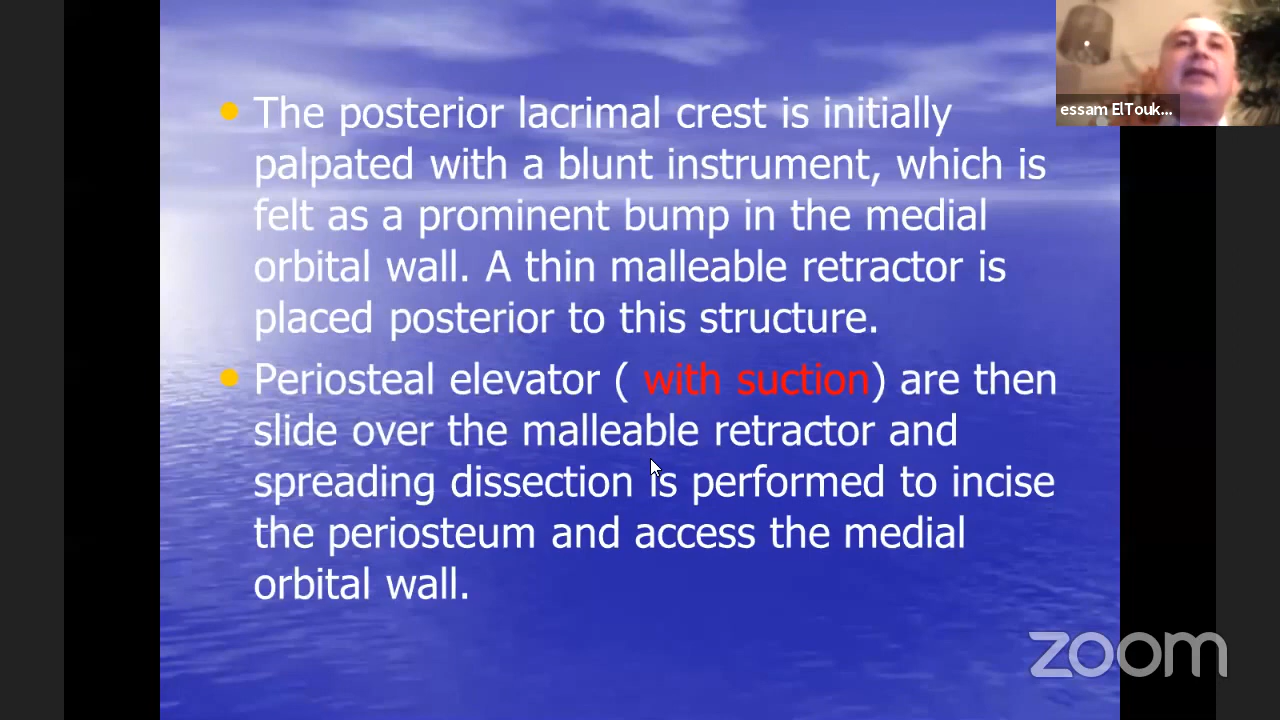 The posterior lacrimal crest is initially
palpated with a blunt instrument, which is
felt as a prominent bump in the medial
orbital wall. A thin malleable retractor is
placed posterior to this structure.
Periosteal elevator ( with suction) are then
slide over the malleable retractor and
spreading dissection is performed to incise
the periosteum and access the medial
orbital wall.
essam ElTouk...
zoom